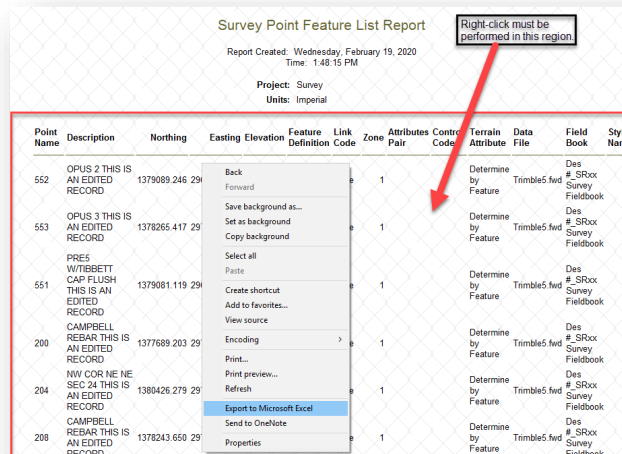 Survey Point Feature List Report
Right-click must be
performed in this region.
Report Created: Wednesday, February 19, 2020
Time: 1:48:15 PM
Project: Survey
Units: Imperial
Point Name Description Northing Easting Elevation Feature Definition Link Code Zone Attributes Pair Control Code Terrain Attribute Data File Field Book
552 OPUS 2 THIS IS AN EDITED RECORD 1379089.246 1 Determine by Feature Trimble5.fwd Des #_SRxx Survey Fieldbook
553 OPUS 3 THIS IS AN EDITED RECORD 1378265.417 1 Determine by Feature Trimble5.fwd Des #_SRxx Survey Fieldbook
551 PRE5 W/TIBBETT CAP FLUSH THIS IS AN EDITED RECORD 1379081.119 1 Determine by Feature Trimble5.fwd Des #_SRxx Survey Fieldbook
200 CAMPBELL REBAR THIS IS AN EDITED RECORD 1377689.203 1 Determine by Feature Trimble5.fwd Des #_SRxx Survey Fieldbook
204 NW COR NE NE SEC 24 THIS IS AN EDITED RECORD 1380426.279 1 Determine by Feature Trimble5.fwd Des #_SRxx Survey Fieldbook
208 CAMPBELL REBAR THIS IS AN EDITED RECORD 1378243.650 1 Determine by Feature Trimble5.fwd Des #_SRxx Survey Fieldbook
Back
Forward
Save background as...
Set as background
Copy background
Select all
Paste
Create shortcut
Add to favorites...
View source
Encoding
Print...
Print preview...
Refresh
Export to Microsoft Excel
Send to OneNote
Properties